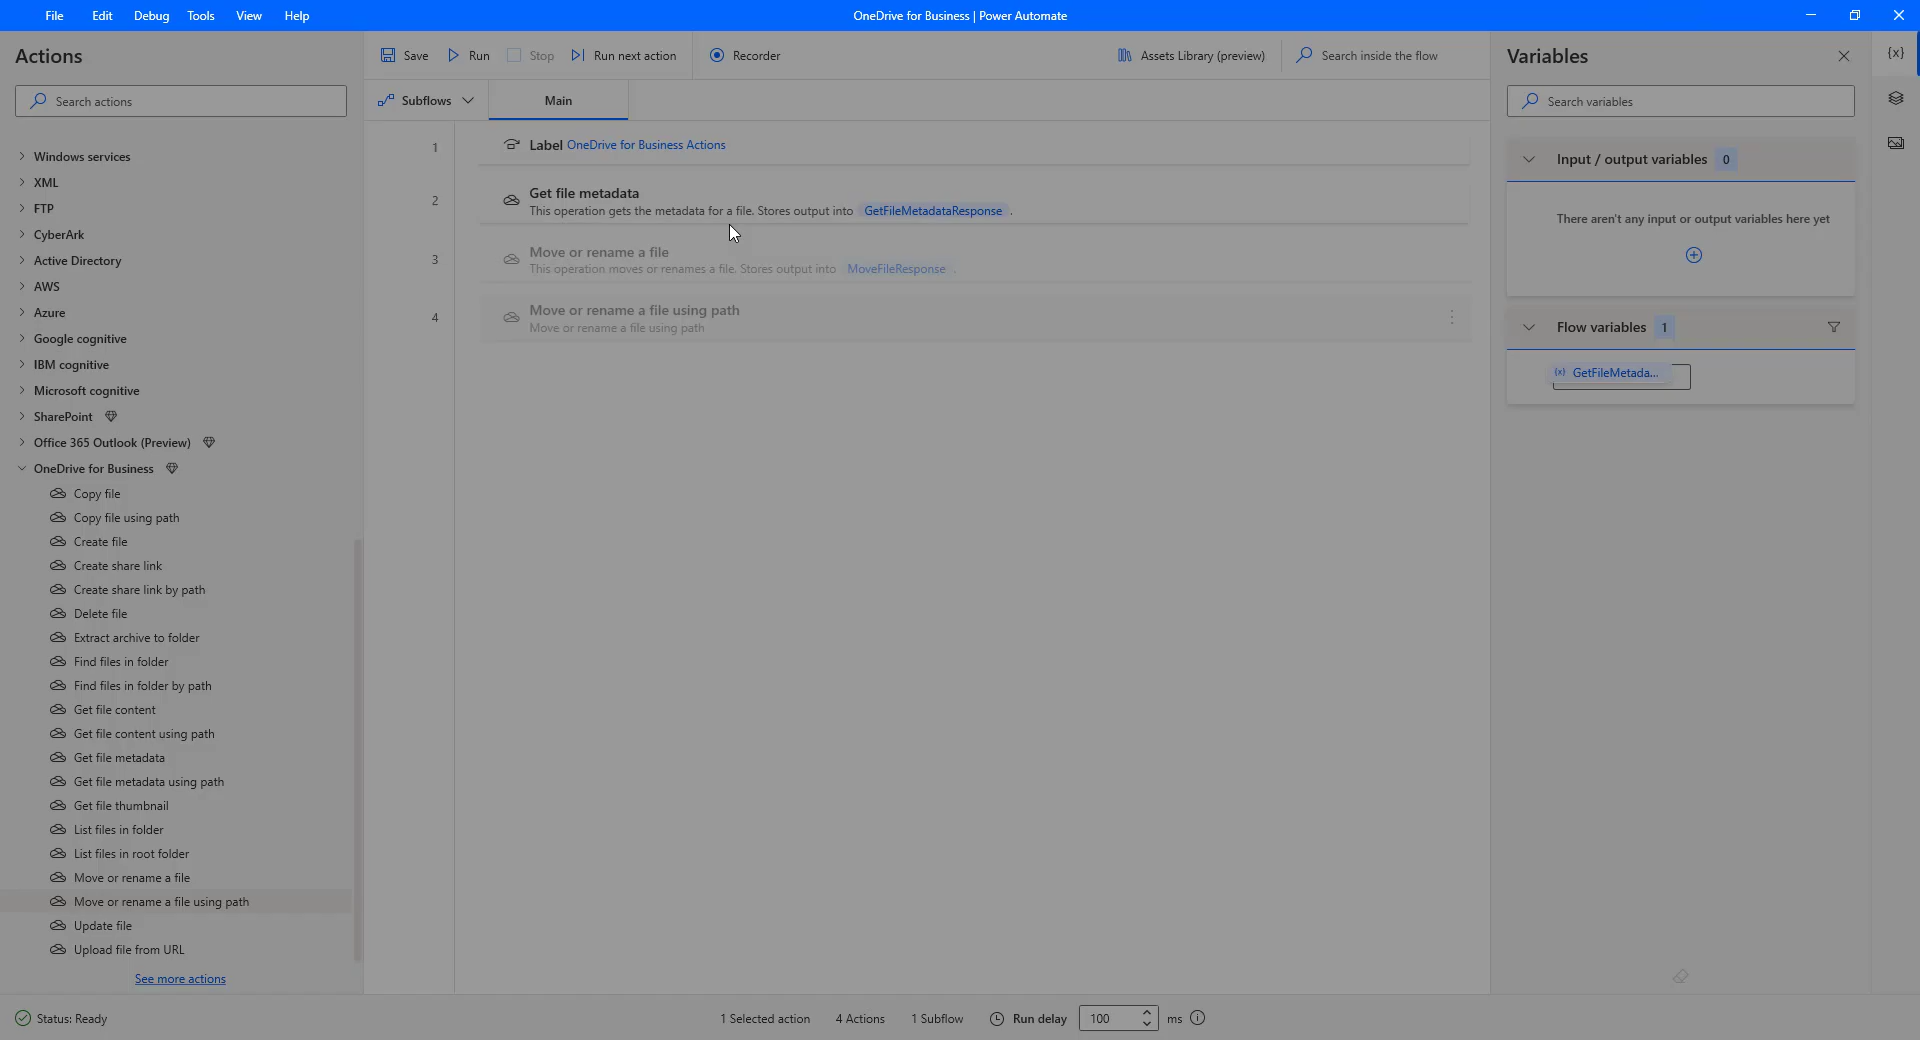 File Edit Debug Tools View Help
OneDrive for Business | Power Automate
Actions
Search actions
Windows services
XML
FTP
CyberArk
Active Directory
AWS
Azure
Google cognitive
IBM cognitive
Microsoft cognitive
SharePoint
Office 365 Outlook (Preview)
OneDrive for Business
Copy file
Copy file using path
Create file
Create share link
Create share link by path
Delete file
Extract archive to folder
Find files in folder
Find files in folder by path
Get file content
Get file content using path
Get file metadata
Get file metadata using path
Get file thumbnail
List files in folder
List files in root folder
Move or rename a file
Move or rename a file using path
Update file
Upload file from URL
See more actions
Save Run Stop Run next action Recorder
Assets Library (preview) Search inside the flow
Subflows Main
1 Label OneDrive for Business Actions
2 Get file metadata
This operation gets the metadata for a file. Stores output into GetFileMetadataResponse .
3 Move or rename a file
This operation moves or renames a file. Stores output into MoveFileResponse .
4 Move or rename a file using path
Move or rename a file using path
Variables
Search variables
Input / output variables 0
There aren't any input or output variables here yet
Flow variables 1
{x} GetFileMetada...
{x}
Status: Ready
1 Selected action 4 Actions 1 Subflow Run delay 100 ms